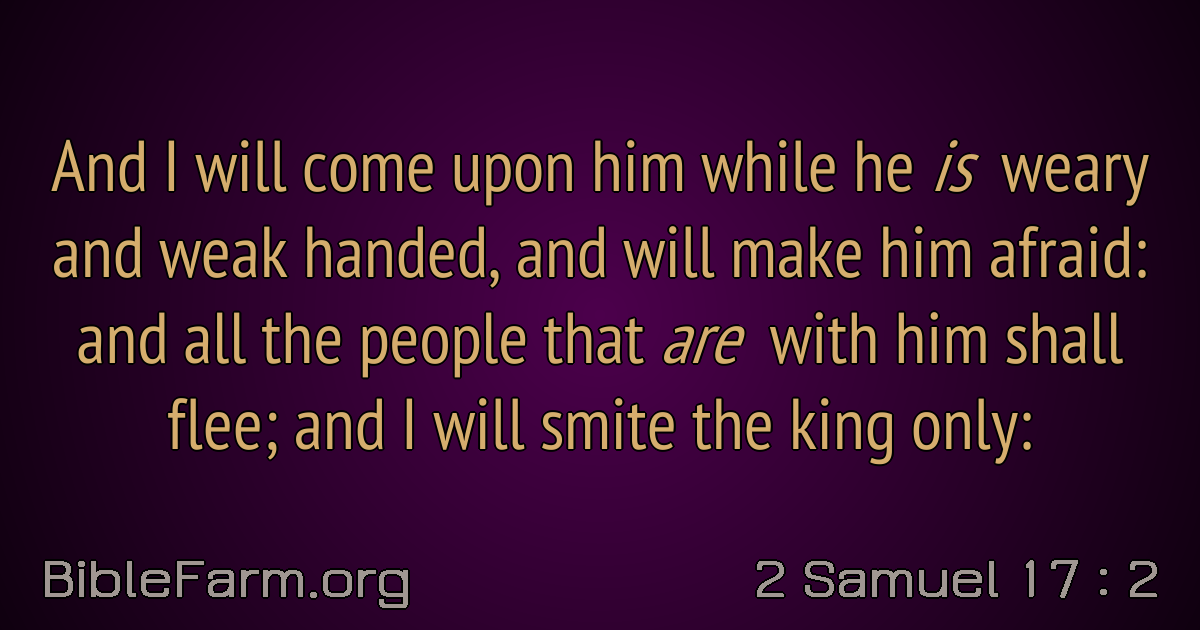 And I will come upon him while he is weary
and weak handed, and will make him afraid:
and all the people that are with him shall
flee; and I will smite the king only:
BibleFarm.org
2 Samuel 17 : 2